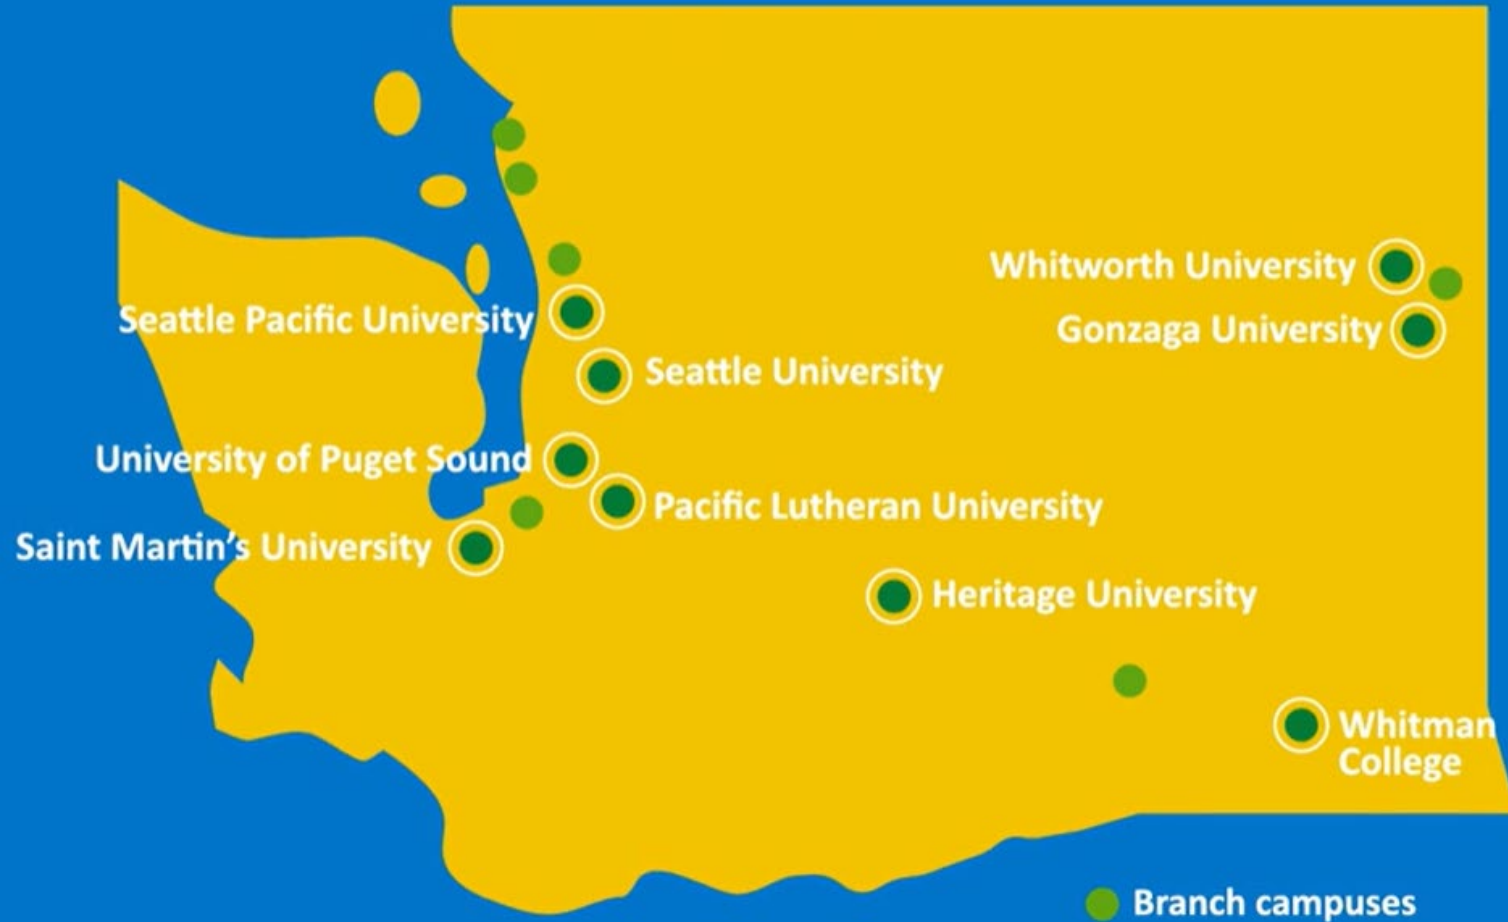 Whitworth University
Seattle Pacific University
Gonzaga University
Seattle University
University of Puget Sound
Pacific Lutheran University
Saint Martin’s University
Heritage University
Whitman
College
Branch campuses